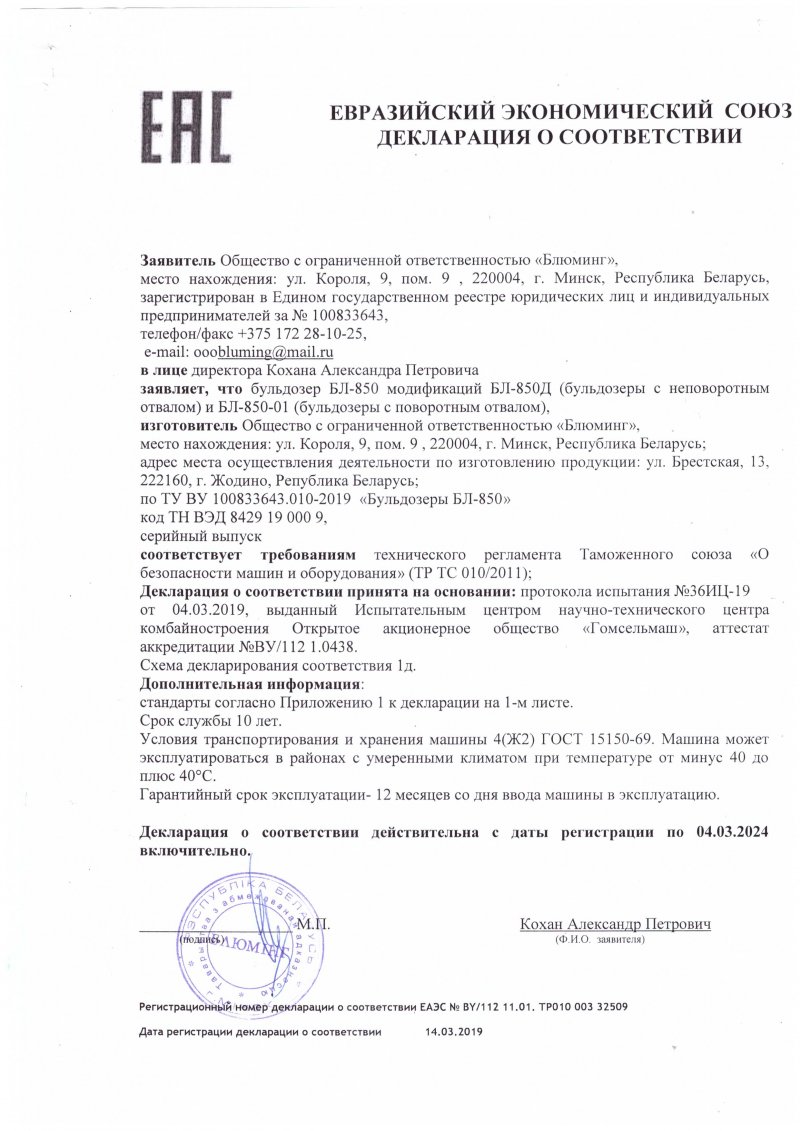 ЕАС
ЕВРАЗИЙСКИЙ ЭКОНОМИЧЕСКИЙ СОЮЗ
ДЕКЛАРАЦИЯ О СООТВЕТСТВИИ
Заявитель Общество с ограниченной ответственностью «Блюминг»,
место нахождения: ул. Короля, 9, пом. 9 , 220004, г. Минск, Республика Беларусь,
зарегистрирован в Едином государственном реестре юридических лиц и индивидуальных
предпринимателей за № 100833643,
телефон/факс +375 172 28-10-25,
e-mail: ooobluming@mail.ru
в лице директора Кохана Александра Петровича
заявляет, что бульдозер БЛ-850 модификаций БЛ-850Д (бульдозеры с неповоротным
отвалом) и БЛ-850-01 (бульдозеры с поворотным отвалом),
изготовитель Общество с ограниченной ответственностью «Блюминг»,
место нахождения: ул. Короля, 9, пом. 9 , 220004, г. Минск, Республика Беларусь;
адрес места осуществления деятельности по изготовлению продукции: ул. Брестская, 13,
222160, г. Жодино, Република Беларусь;
по ТУ BY 100833643.010-2019 «Бульдозеры БЛ-850»
код ТН ВЭД 8429 19 000 9,
серийный выпуск
соответствует требованиям технического регламента Таможенного союза «О
безопасности машин и оборудования» (ТР ТС 010/2011);
Декларация о соответствии принята на основании: протокола испытания №36ИЦ-19
от 04.03.2019, выданный Испытательным центром научно-технического центра
комбайностроения Открытое акционерное общество «Гомсельмаш», аттестат
аккредитации №BY/112 1.0438.
Схема декларирования соответствия 1д.
Дополнительная информация:
стандарты согласно Приложению 1 к декларации на 1-м листе.
Срок службы 10 лет.
Условия транспортирования и хранения машины 4(Ж2) ГОСТ 15150-69. Машина может
эксплуатироваться в районах с умеренными климатом при температуре от минус 40 до
плюс 40°С.
Гарантийный срок эксплуатации- 12 месяцев со дня ввода машины в эксплуатацию.
Декларация о соответствии действительна с даты регистрации по 04.03.2024
включительно.
РЭСПУБЛІКА БЕЛАРУСЬ
Таварыства з абмежаванай адказнасцю
БЛЮМІНГ
М.П.
Кохан Александр Петрович
(подпись)
(Ф.И.О. заявителя)
Регистрационный номер декларации о соответствии ЕАЭС № BY/112 11.01. ТР010 003 32509
Дата регистрации декларации о соответствии 14.03.2019